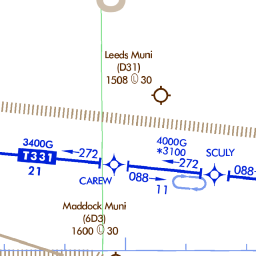 Leeds Muni
(D31)
1508 30
3400G
272
T331
21
4000G
*3100
272
SCULY
088
CAREW
088
11
Maddock Muni
(6D3)
1600 30